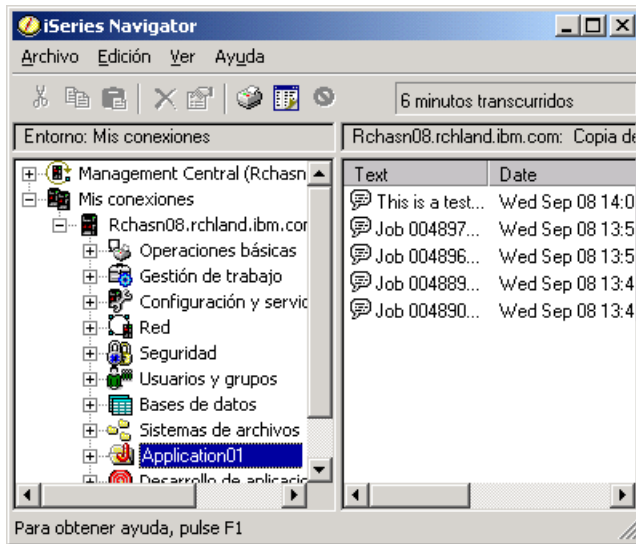 iSeries Navigator
Archivo Edición Ver Ayuda
6 minutos transcurridos
Entorno: Mis conexiones
Rchasn08.rchland.ibm.com: Copia de
Management Central (Rchasn
Mis conexiones
Rchasn08.rchland.ibm.cor
Operaciones básicas
Gestión de trabajo
Configuración y servic
Red
Seguridad
Usuarios y grupos
Bases de datos
Sistemas de archivos
Application01
Desarrollo de aplicacic
Text Date
This is a test... Wed Sep 08 14:0
Job 004897... Wed Sep 08 13:5
Job 004896... Wed Sep 08 13:5
Job 004889... Wed Sep 08 13:4
Job 004890... Wed Sep 08 13:4
Para obtener ayuda, pulse F1